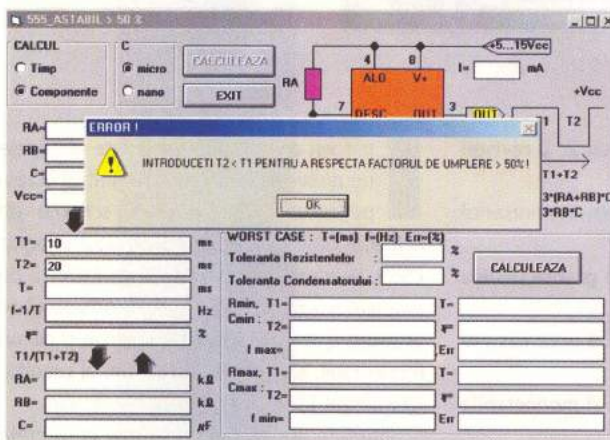 555_ASTABIL > 50 %
CALCUL
Timp
Componente
C
micro
nano
CALCULEAZA
EXIT
RA
4
8
ALO
V+
7
DESC
OUT
3
OUT
+5...15Vcc
I=
mA
+Vcc
T2
T1+T2
3*(RA+RB)*C
3*RB*C
RA=
RB=
C=
Vcc=
ERROR !
INTRODUCETI T2 < T1 PENTRU A RESPECTA FACTORUL DE UMPLERE > 50% !
OK
T1= 10 ms
T2= 20 ms
T= ms
f=1/T Hz
η= %
T1/(T1+T2)
RA= kΩ
RB= kΩ
C= µF
WORST CASE : T=(ms) f=(Hz) Err=(%)
Toleranta Rezistentelor : %
Toleranta Condensatorului : %
CALCULEAZA
Rmin, T1= T=
Cmin :
T2= η=
f max= Err
Rmax, T1= T=
Cmax :
T2= η=
f min= Err